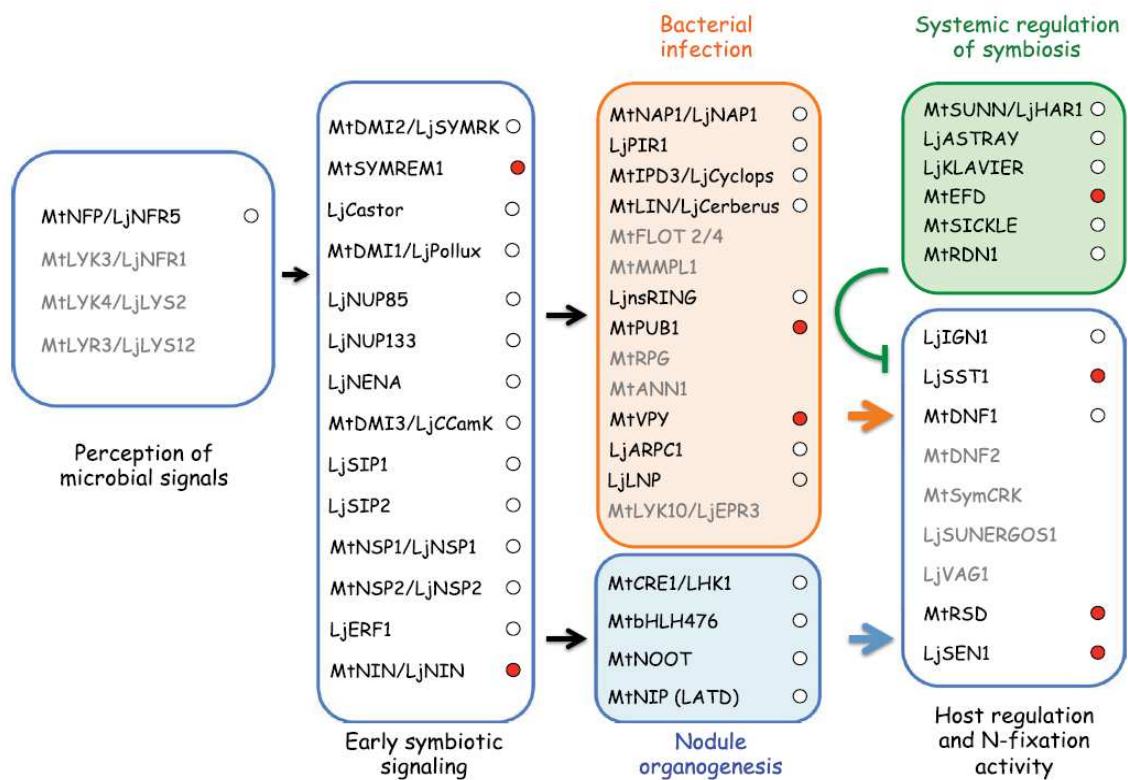 MtNFP/LjNFR5
MtLYK3/LjNFR1
MtLYK4/LjLYS2
MtLYR3/LjLYS12
Perception of
microbial signals
MtDMI2/LjSYMRK
MtSYMREM1
LjCastor
MtDMI1/LjPollux
LjNUP85
LjNUP133
LjNENA
MtDMI3/LjCCamK
LjSIP1
LjSIP2
MtNSP1/LjNSP1
MtNSP2/LjNSP2
LjERF1
MtNIN/LjNIN
Early symbiotic
signaling
Bacterial
infection
MtNAP1/LjNAP1
LjPIR1
MtIPD3/LjCyclops
MtLIN/LjCerberus
MtFLOT 2/4
MtMMPL1
LjnsRING
MtPUB1
MtRPG
MtANN1
MtVPY
LjARPC1
LjLNP
MtLYK10/LjEPR3
MtCRE1/LHK1
MtbHLH476
MtNOOT
MtNIP (LATD)
Nodule
organogenesis
Systemic regulation
of symbiosis
MtSUNN/LjHAR1
LjASTRAY
LjKLAVIER
MtEFD
MtSICKLE
MtRDN1
LjIGN1
LjSST1
MtDNF1
MtDNF2
MtSymCRK
LjSUNERGOS1
LjVAG1
MtRSD
LjSEN1
Host regulation
and N-fixation
activity